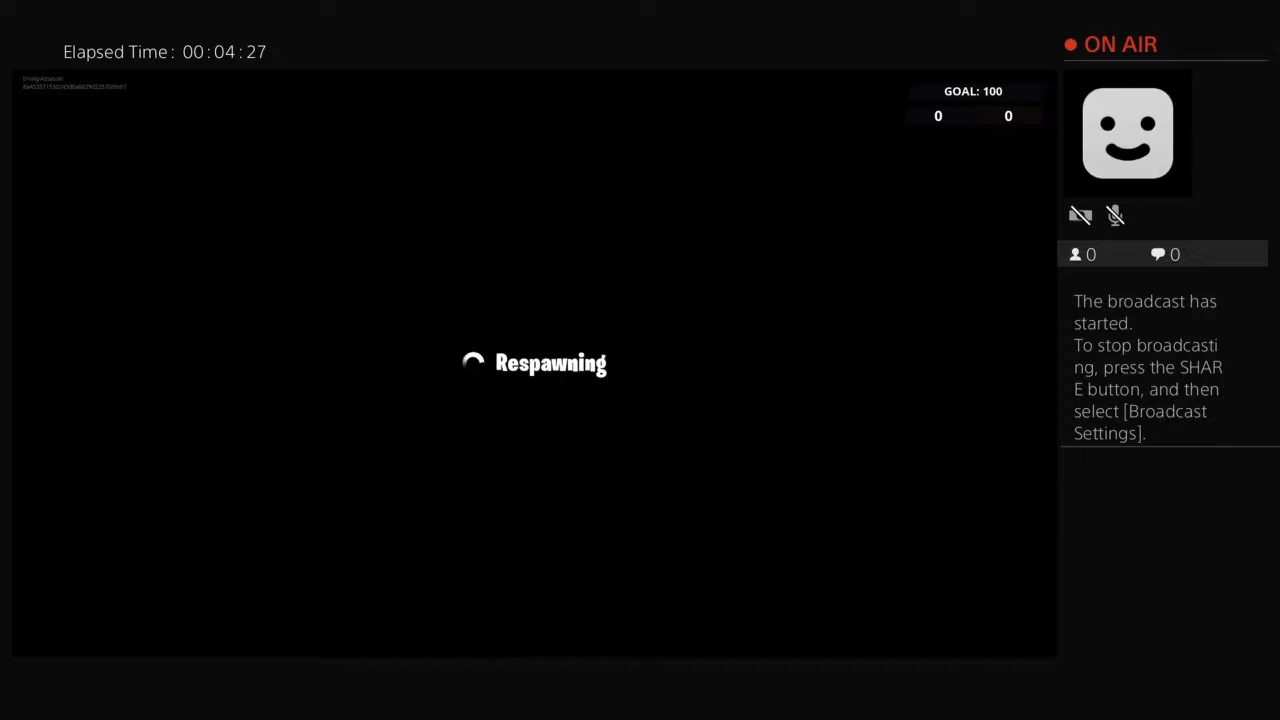 Elapsed Time: 00:04:27
ON AIR
GOAL: 100
0 0
0 0
The broadcast has
started.
To stop broadcasti
ng, press the SHAR
E button, and then
select [Broadcast
Settings].
Respawning